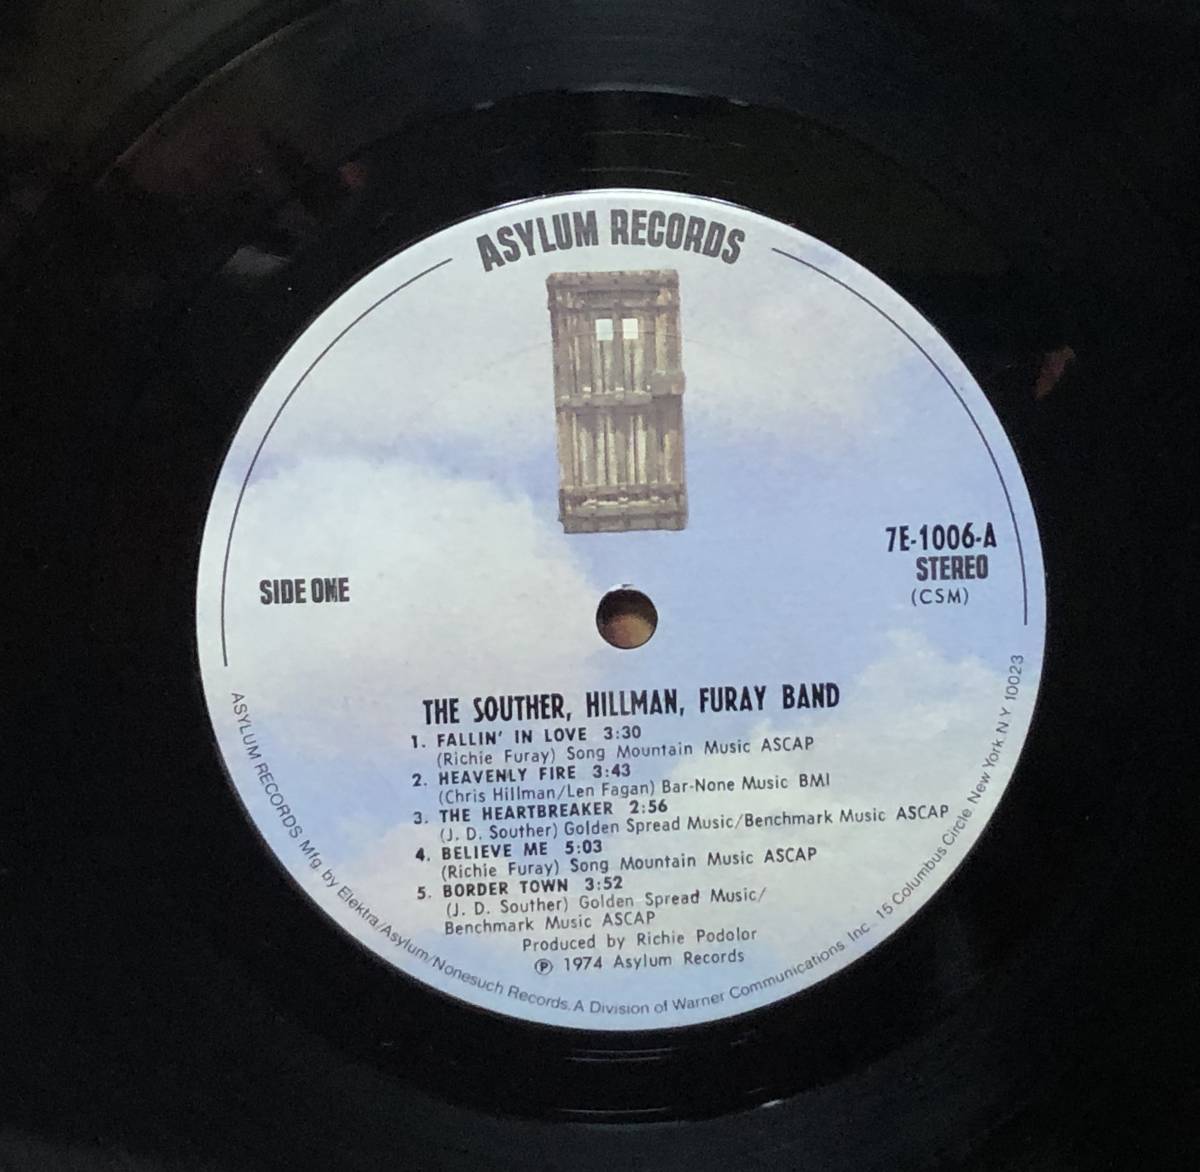 ASYLUM RECORDS
7E-1006-A
STEREO
(CSM)
SIDE ONE
THE SOUTHER, HILLMAN, FURAY BAND
1. FALLIN' IN LOVE 3:30
(Richie Furay) Song Mountain Music ASCAP
2. HEAVENLY FIRE 3:43
(Chris Hillman/Len Fagan) Bar-None Music BMI
3. THE HEARTBREAKER 2:56
(J. D. Souther) Golden Spread Music/Benchmark Music ASCAP
4. BELIEVE ME 5:03
(Richie Furay) Song Mountain Music ASCAP
5. BORDER TOWN 3:52
(J. D. Souther) Golden Spread Music/
Benchmark Music ASCAP
Produced by Richie Podolor
Ⓟ 1974 Asylum Records
ASYLUM RECORDS Mfg. by Elektra/Asylum/Nonesuch Records. A Division of Warner Communications Inc. 15 Columbus Circle, New York, N.Y. 10023